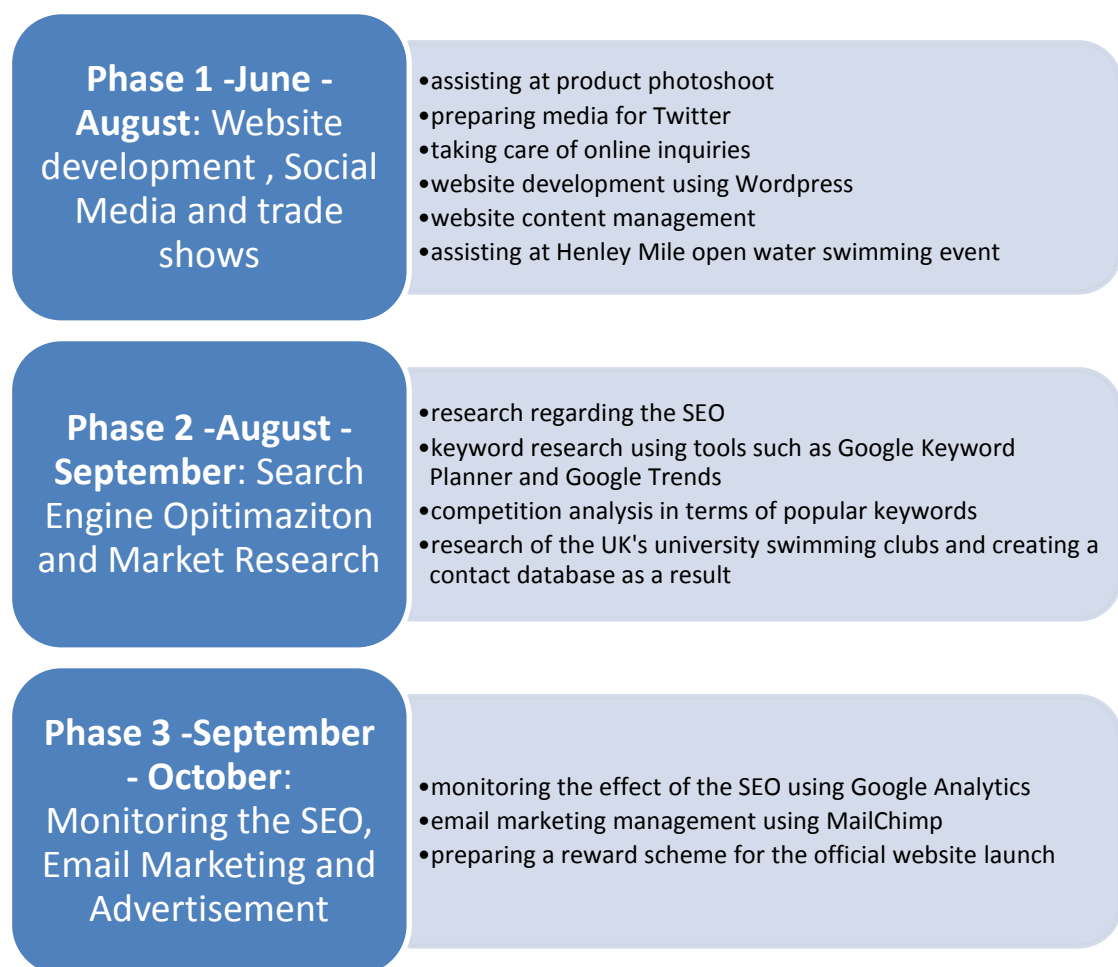 Phase 1 -June -
August: Website
development , Social
Media and trade
shows
•assisting at product photoshoot
•preparing media for Twitter
•taking care of online inquiries
•website development using Wordpress
•website content management
•assisting at Henley Mile open water swimming event
Phase 2 -August -
September: Search
Engine Opitimaziton
and Market Research
•research regarding the SEO
•keyword research using tools such as Google Keyword
Planner and Google Trends
•competition analysis in terms of popular keywords
•research of the UK's university swimming clubs and creating a
contact database as a result
Phase 3 -September
- October:
Monitoring the SEO,
Email Marketing and
Advertisement
•monitoring the effect of the SEO using Google Analytics
•email marketing management using MailChimp
•preparing a reward scheme for the official website launch